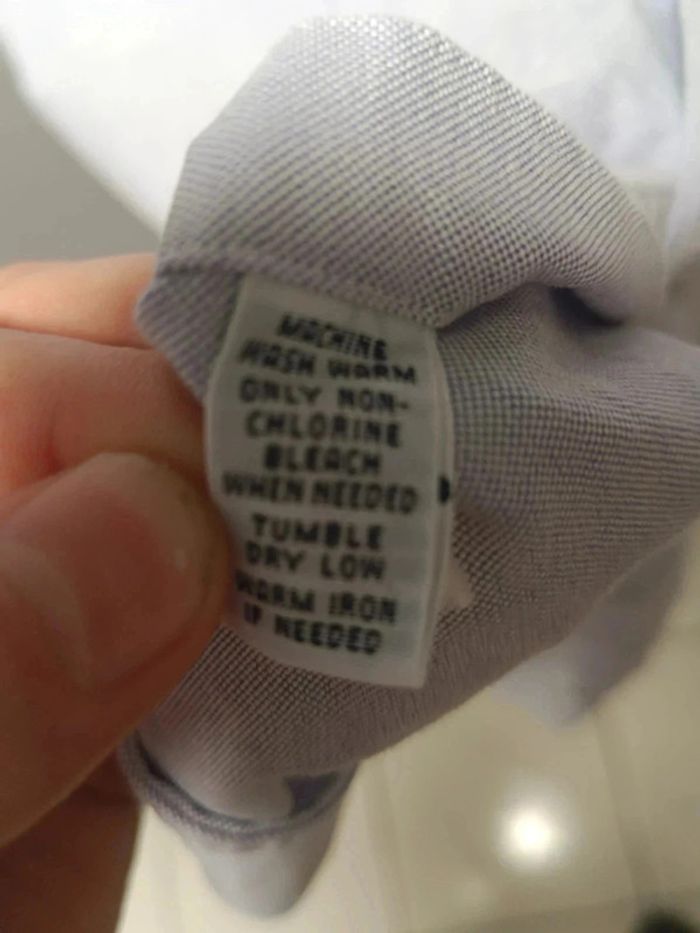 MACHINE
WASH WARM
ONLY NON-
CHLORINE
BLEACH
WHEN NEEDED
TUMBLE
DRY LOW
WARM IRON
IF NEEDED